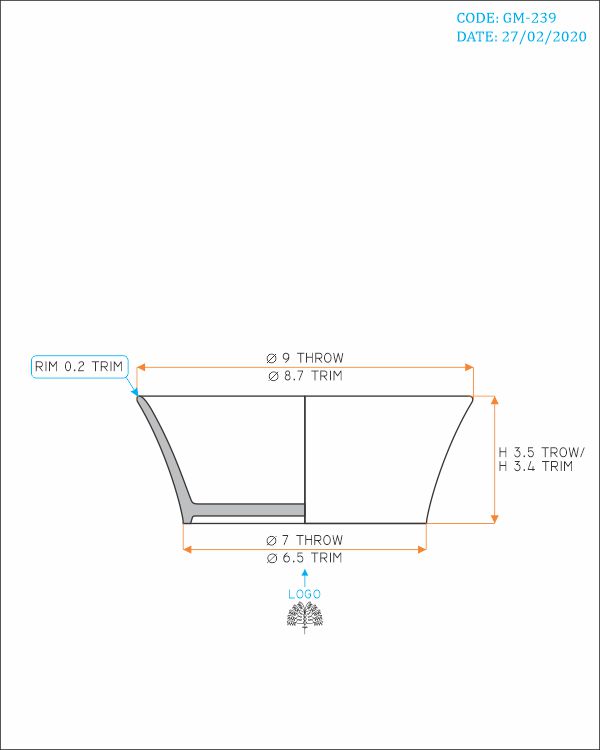 CODE: GM-239
DATE: 27/02/2020
Ø 9 THROW
Ø 8.7 TRIM
RIM 0.2 TRIM
H 3.5 TROW/
H 3.4 TRIM
Ø 7 THROW
Ø 6.5 TRIM
LOGO